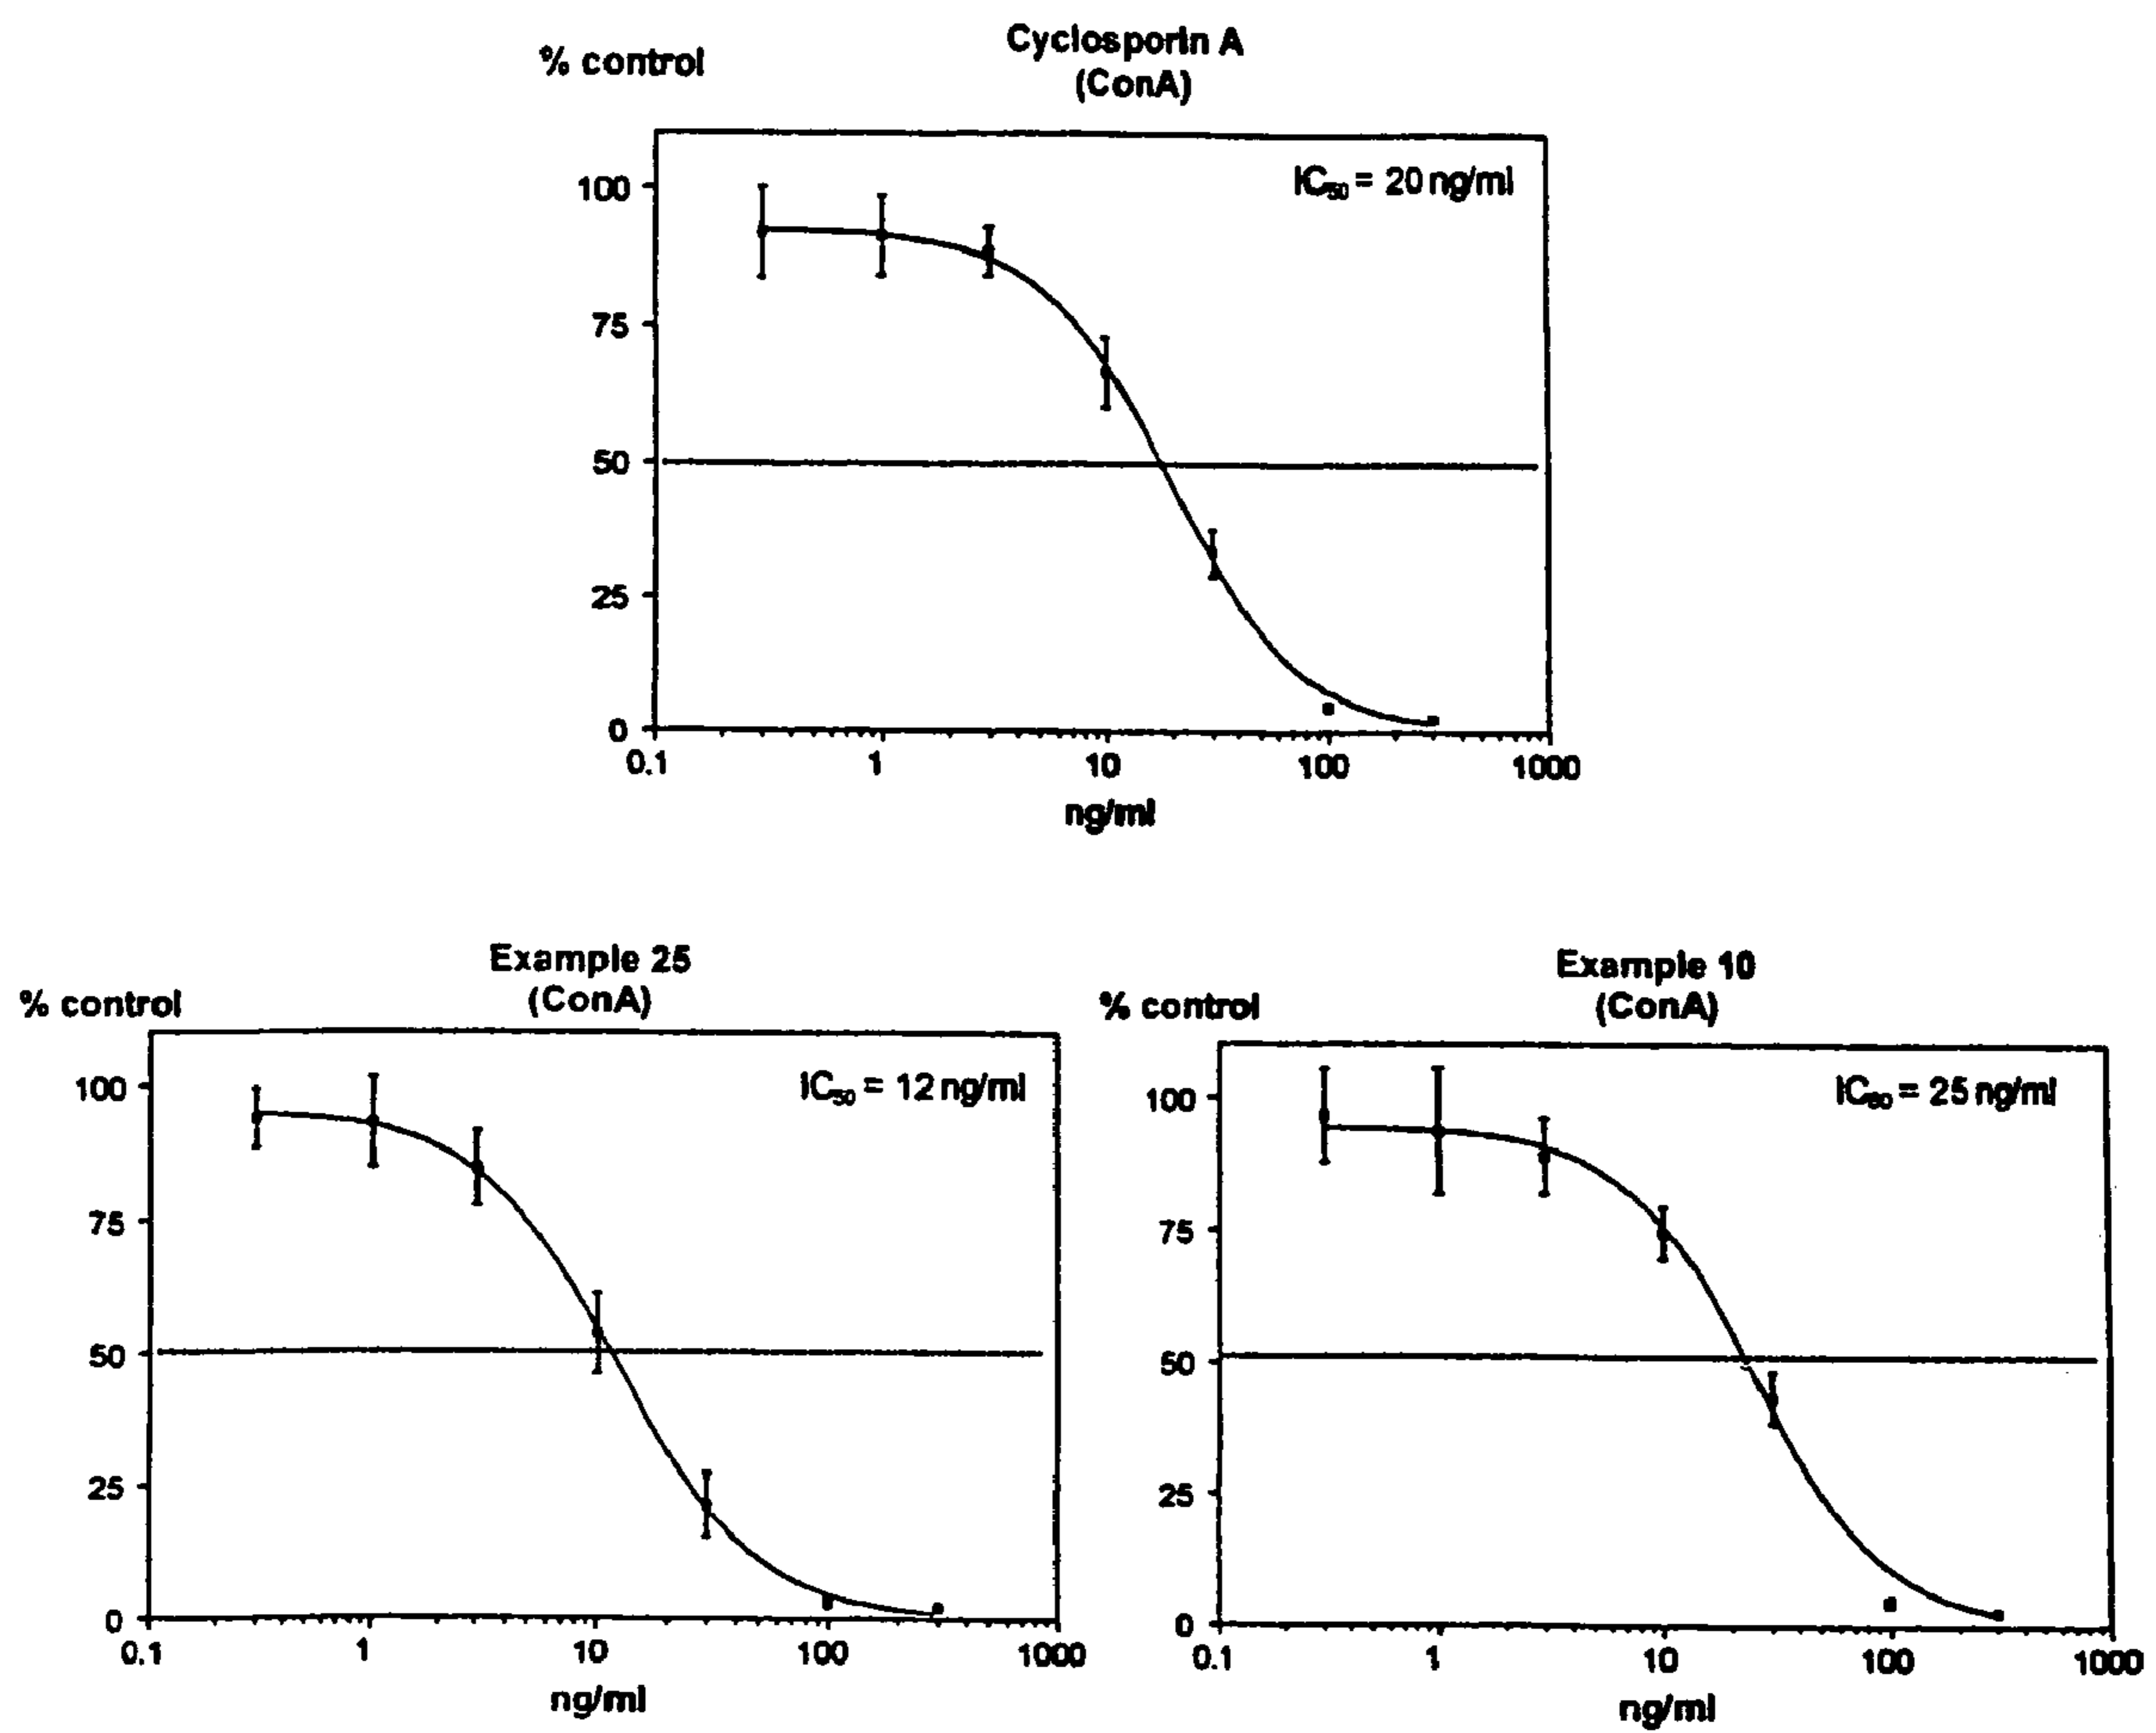 % control
Cyclosporin A
(ConA)
IC50 = 20 ng/ml
100
75
50
25
0
0.1
1
10
100
1000
ng/ml
Example 25
(ConA)
% control
IC50 = 12 ng/ml
100
75
50
25
0
0.1
1
10
100
1000
ng/ml
Example 10
(ConA)
% control
IC50 = 25 ng/ml
100
75
50
25
0
0.1
1
10
100
1000
ng/ml